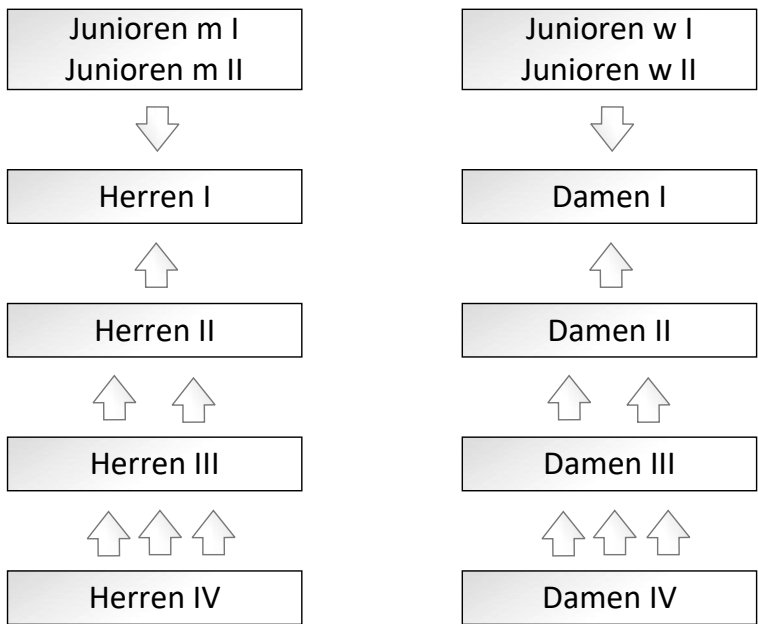 Junioren m I
Junioren m II
Herren I
Herren II
Herren III
Herren IV
Junioren w I
Junioren w II
Damen I
Damen II
Damen III
Damen IV